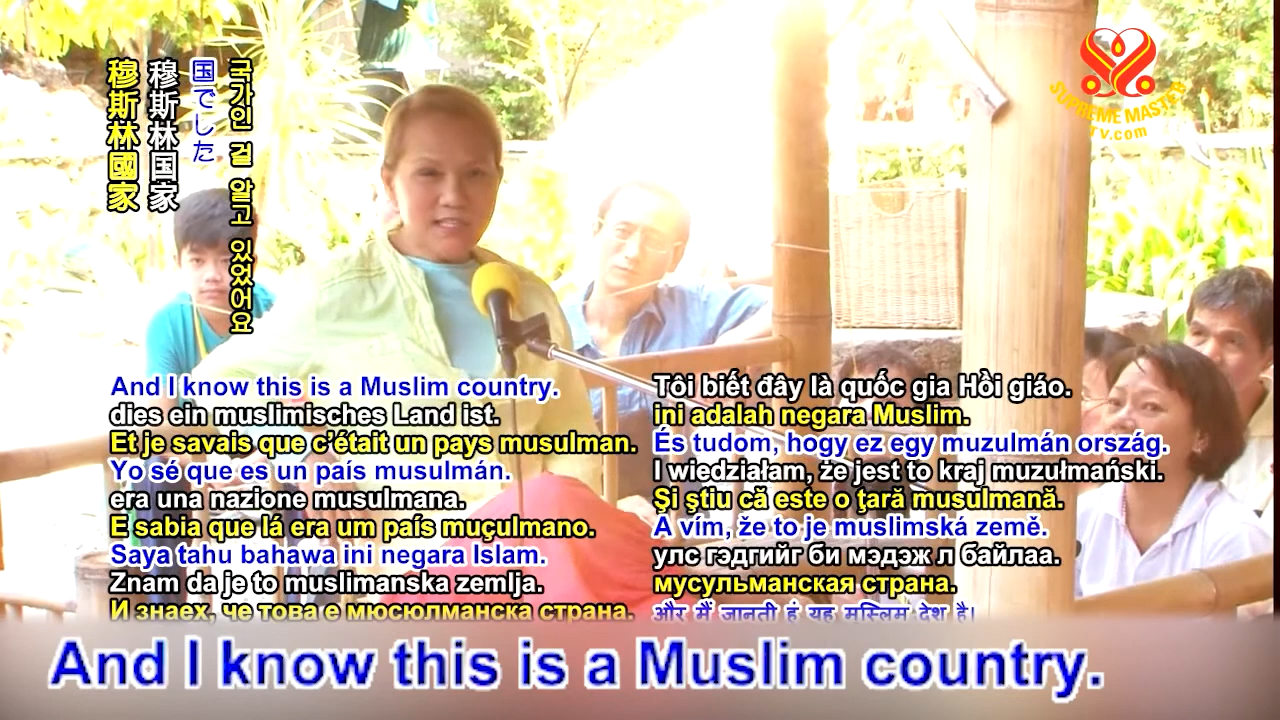 SUPREME MASTER
TV.com
국가인 걸 알고 있었어요
国でした
穆斯林国家
穆斯林國家
And I know this is a Muslim country.
dies ein muslimisches Land ist.
Et je savais que c’était un pays musulman.
Yo sé que es un país musulmán.
era una nazione musulmana.
E sabia que lá era um país muçulmano.
Saya tahu bahawa ini negara Islam.
Znam da je to muslimanska zemlja.
И знаех, че това е мюсюлманска страна.
Tôi biết đây là quốc gia Hồi giáo.
ini adalah negara Muslim.
És tudom, hogy ez egy muzulmán ország.
I wiedziałam, że jest to kraj muzułmański.
Şi ştiu că este o ţară musulmană.
A vím, že to je muslimská země.
улс гэдгийг би мэдэж л байлаа.
мусульманская страна.
और मैं जानती हूं यह मुस्लिम देश है।
And I know this is a Muslim country.